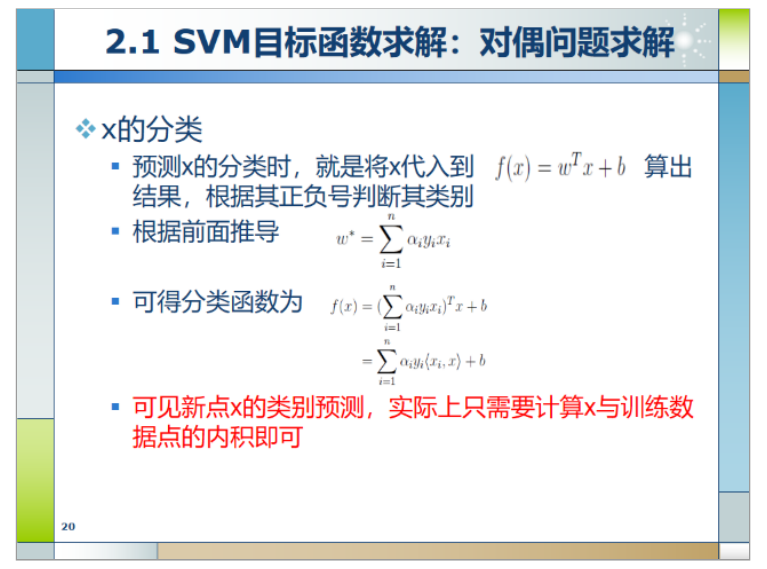 2.1 SVM目标函数求解：对偶问题求解
x的分类
预测x的分类时，就是将x代入到 f(x) = w^T x + b 算出
结果，根据其正负号判断其类别
根据前面推导 w^* = \sum_{i=1}^{n} α_i y_i x_i
可得分类函数为 f(x) = (\sum_{i=1}^{n} α_i y_i x_i)^T x + b
= \sum_{i=1}^{n} α_i y_i ⟨x_i, x⟩ + b
可见新点x的类别预测，实际上只需要计算x与训练数
据点的内积即可
20